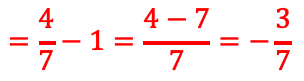 = 4/7 − 1 = (4 − 7)/7 = − 3/7